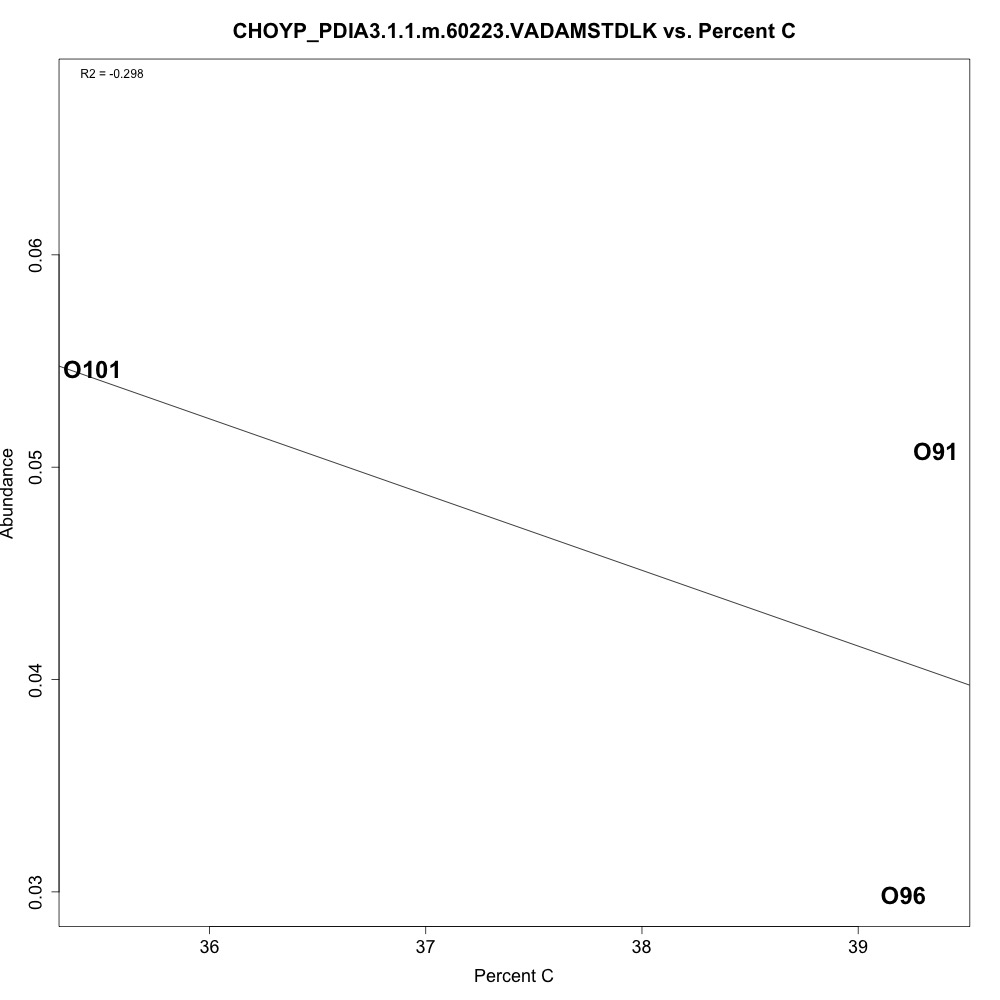 CHOYP_PDIA3.1.1.m.60223.VADAMSTDLK vs. Percent C
R2 = -0.298
0.06
O101
O91
0.05
Abundance
0.04
0.03
O96
36 37 38 39
Percent C